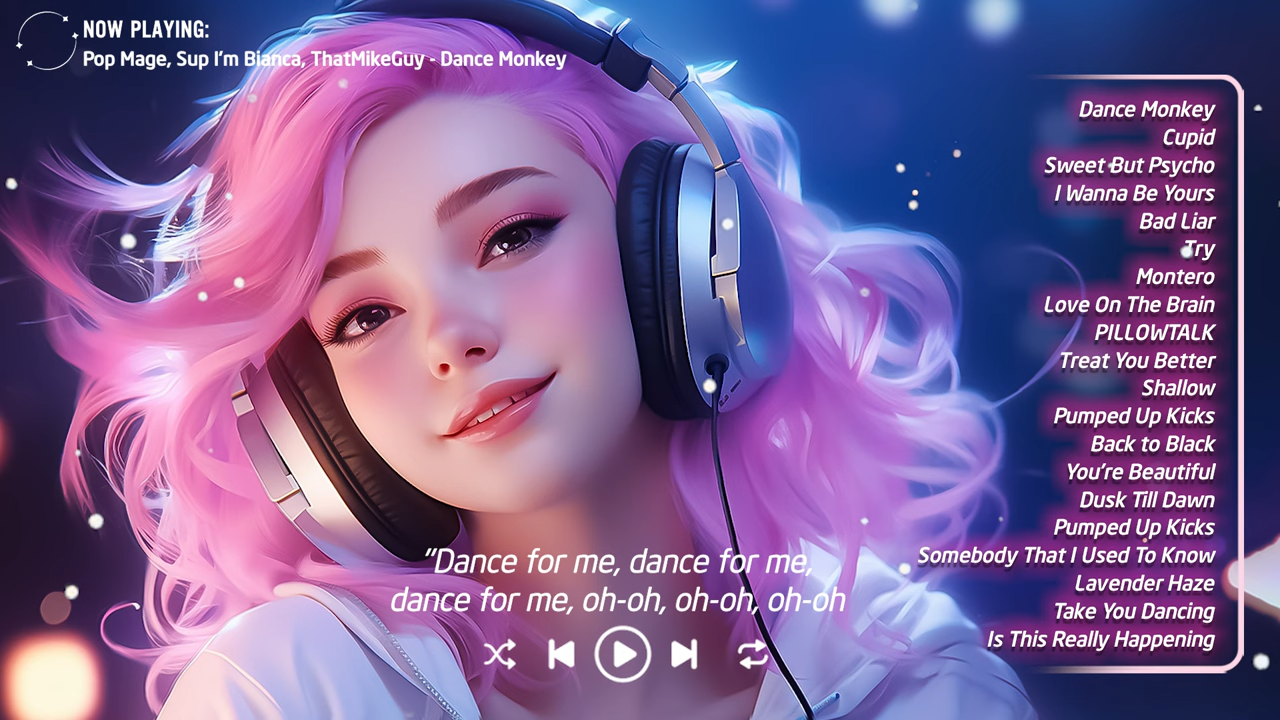 NOW PLAYING:
Pop Mage, Sup I'm Bianca, ThatMikeGuy - Dance Monkey
Dance Monkey
Cupid
Sweet But Psycho
I Wanna Be Yours
Bad Liar
Try
Montero
Love On The Brain
PILLOWTALK
Treat You Better
Shallow
Pumped Up Kicks
Back to Black
You're Beautiful
Dusk Till Dawn
Pumped Up Kicks
Somebody That I Used To Know
Lavender Haze
Take You Dancing
Is This Really Happening
"Dance for me, dance for me,
dance for me, oh-oh, oh-oh, oh-oh